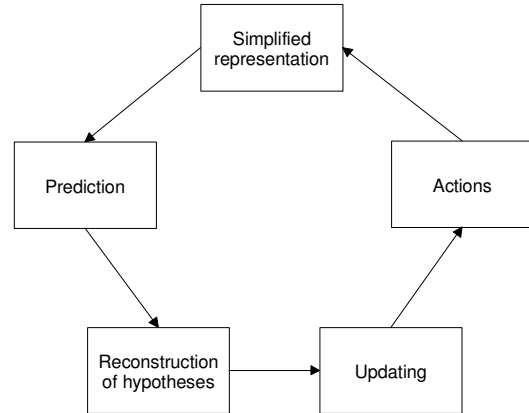 Simplified
representation
Prediction
Actions
Reconstruction
of hypotheses
Updating